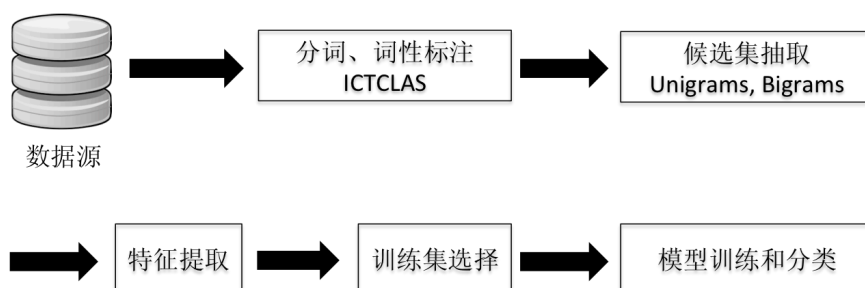 分词、词性标注
ICTCLAS
候选集抽取
Unigrams, Bigrams
数据源
特征提取
训练集选择
模型训练和分类